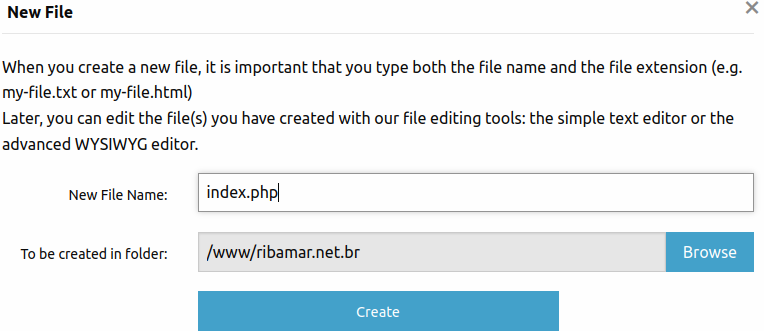 New File
When you create a new file, it is important that you type both the file name and the file extension (e.g.
my-file.txt or my-file.html)
Later, you can edit the file(s) you have created with our file editing tools: the simple text editor or the
advanced WYSIWYG editor.
New File Name: index.php
To be created in folder: /www/ribamar.net.br Browse
Create